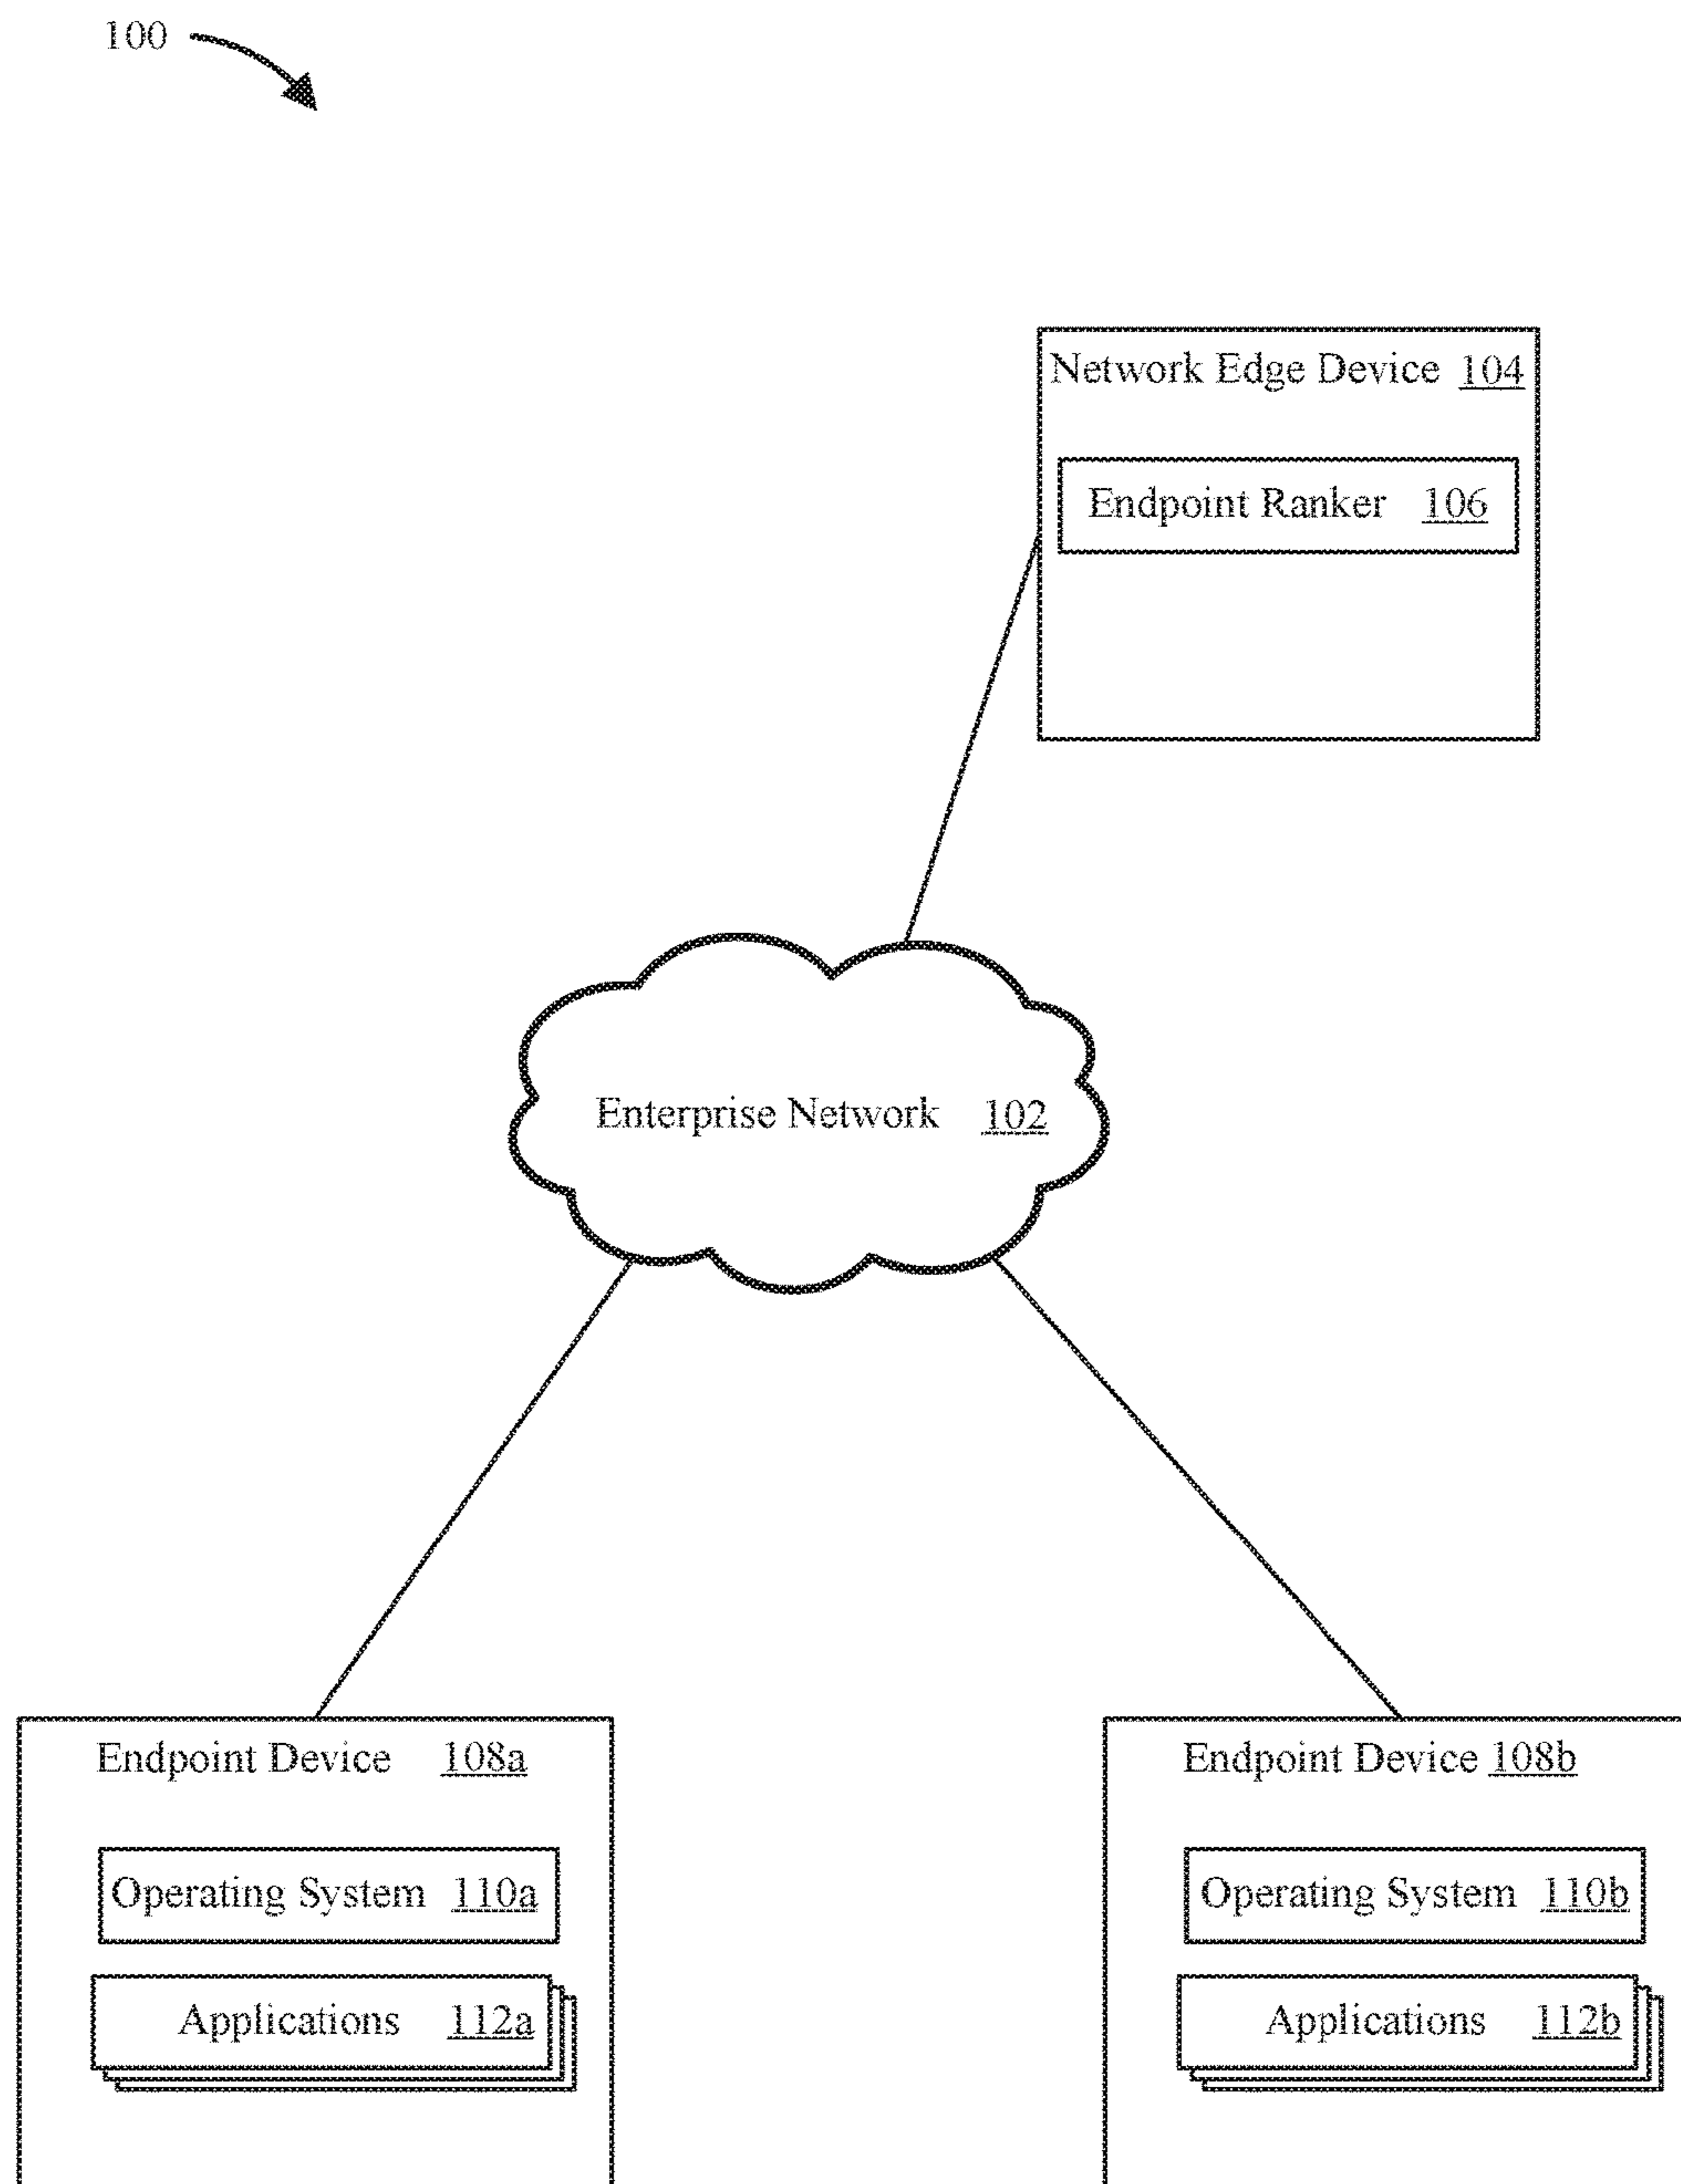 100
Network Edge Device 104
Endpoint Ranker 106
Enterprise Network 102
Endpoint Device 108a
Operating System 110a
Applications 112a
Endpoint Device 108b
Operating System 110b
Applications 112b